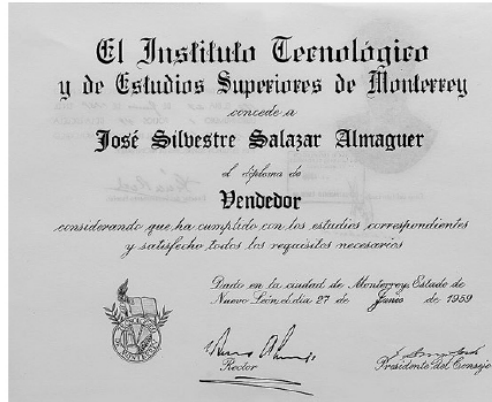 El Instituto Tecnológico
y de Estudios Superiores de Monterrey
concede a
José Silvestre Salazar Almaguer
el diploma de
Vendedor
considerando que ha cumplido con los estudios correspondientes
y satisfecho todos los requisitos necesarios
Dado en la ciudad de Monterrey, Estado de
Nuevo León el día 27 de Junio de 1959
Rector
Presidente del Consejo